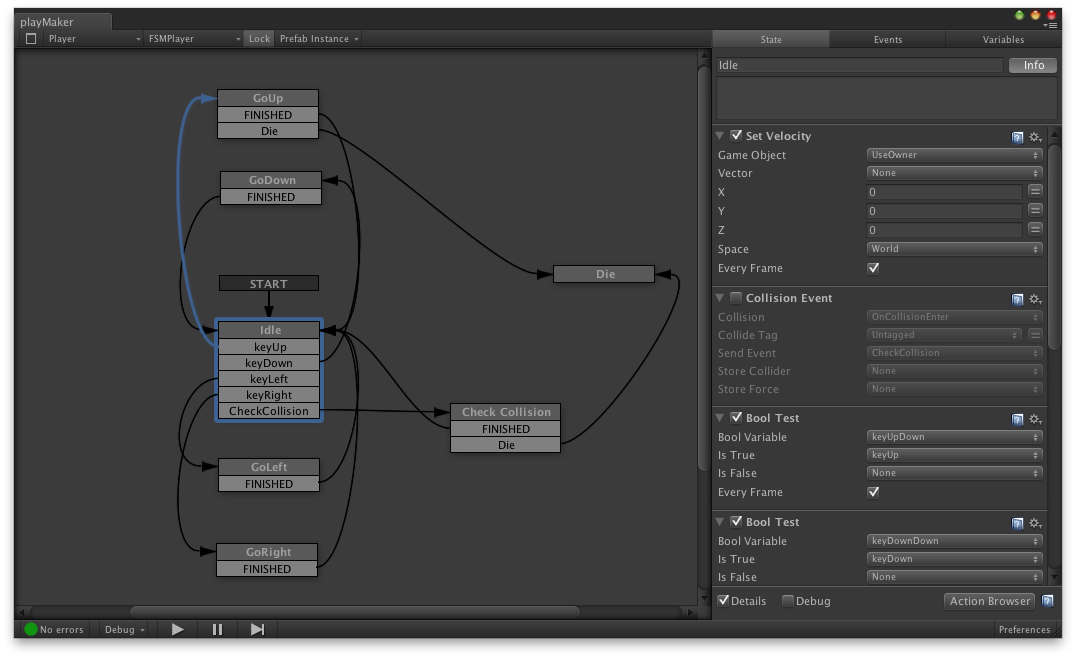 playMaker
Player FSMPlayer Lock Prefab Instance
GoUp
FINISHED
Die
GoDown
FINISHED
START
Idle
keyUp
keyDown
keyLeft
keyRight
CheckCollision
GoLeft
FINISHED
GoRight
FINISHED
Die
Check Collision
FINISHED
Die
State Events Variables
Idle Info
Set Velocity
Game Object UseOwner
Vector None
X 0
Y 0
Z 0
Space World
Every Frame
Collision Event
Collision OnCollisionEnter
Collide Tag Untagged
Send Event CheckCollision
Store Collider None
Store Force None
Bool Test
Bool Variable keyUpDown
Is True keyUp
Is False None
Every Frame
Bool Test
Bool Variable keyDownDown
Is True keyDown
Is False None
Details Debug Action Browser
No errors Debug Preferences